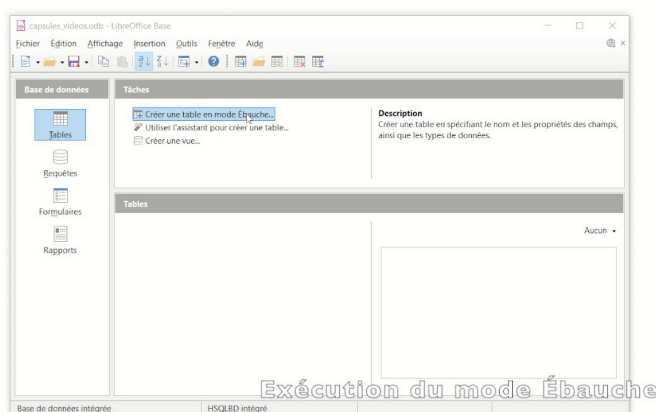 capsules_videos.odb - LibreOffice Base
Fichier Édition Affichage Insertion Outils Fenêtre Aide
Base de données
Tâches
Tables
Requêtes
Formulaires
Rapports
Créer une table en mode Ébauche...
Utiliser l'assistant pour créer une table...
Créer une vue...
Description
Créer une table en spécifiant le nom et les propriétés des champs,
ainsi que les types de données.
Tables
Aucun
Exécution du mode Ébauche
Base de données intégrée
HSQLBD intégré